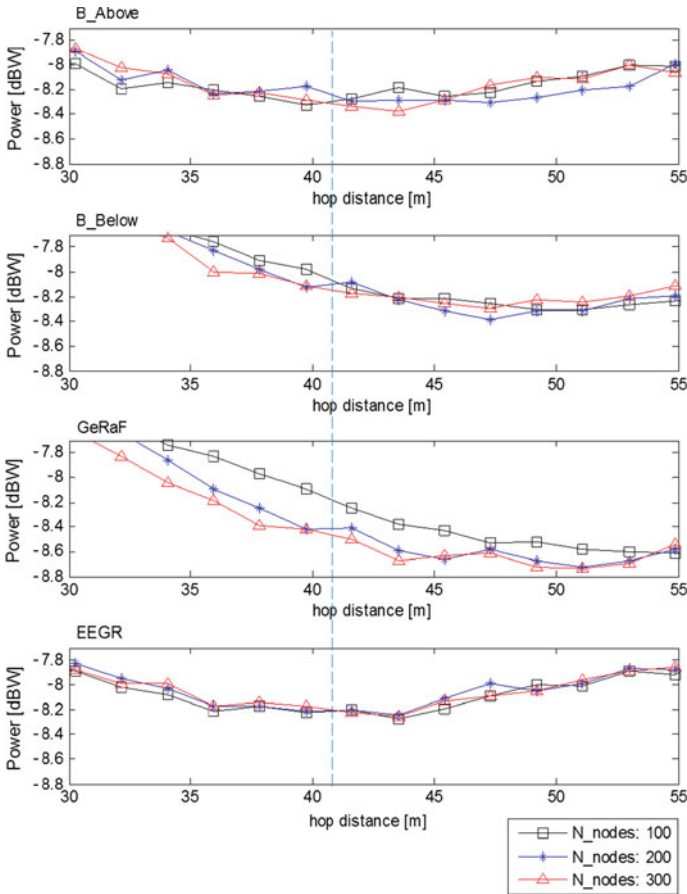 B_Above
Power [dBW]
-7.8
-8
-8.2
-8.4
-8.6
-8.8
30 35 40 45 50 55
hop distance [m]
B_Below
Power [dBW]
-7.8
-8
-8.2
-8.4
-8.6
-8.8
30 35 40 45 50 55
hop distance [m]
GeRaF
Power [dBW]
-7.8
-8
-8.2
-8.4
-8.6
-8.8
30 35 40 45 50 55
hop distance [m]
EEGR
Power [dBW]
-7.8
-8
-8.2
-8.4
-8.6
-8.8
30 35 40 45 50 55
hop distance [m]
N_nodes: 100
N_nodes: 200
N_nodes: 300